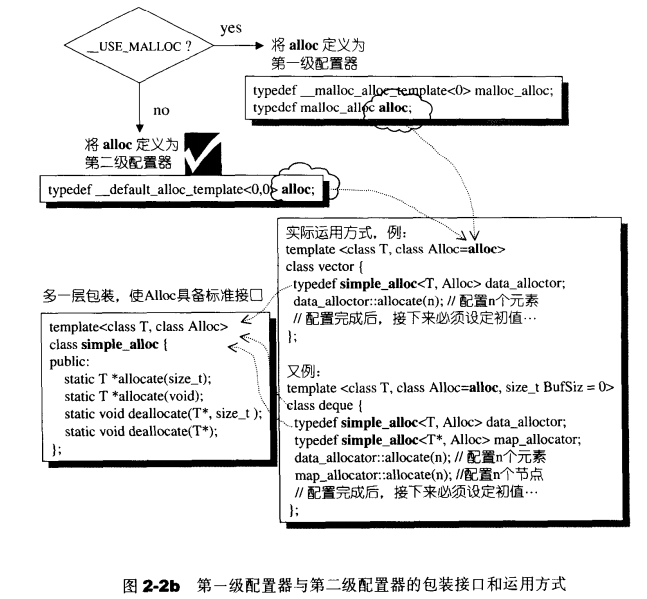 __USE_MALLOC ?
yes
将 alloc 定义为
第一级配置器
typedef __malloc_alloc_template<0> malloc_alloc;
typedef malloc_alloc alloc;
no
将 alloc 定义为
第二级配置器
typedef __default_alloc_template<0,0> alloc;
实际运用方式，例：
template <class T, class Alloc=alloc>
class vector {
typedef simple_alloc<T, Alloc> data_alloctor;
data_alloctor::allocate(n); // 配置n个元素
// 配置完成后，接下来必须设定初值…
};
多一层包装，使Alloc具备标准接口
template<class T, class Alloc>
class simple_alloc {
public:
static T *allocate(size_t);
static T *allocate(void);
static void deallocate(T*, size_t );
static void deallocate(T*);
};
又例：
template <class T, class Alloc=alloc, size_t BufSiz = 0>
class deque {
typedef simple_alloc<T, Alloc> data_allocator;
typedef simple_alloc<T*, Alloc> map_allocator;
data_allocator::allocate(n); // 配置n个元素
map_allocator::allocate(n); //配置n个节点
// 配置完成后，接下来必须设定初值…
};
图 2-2b 第一级配置器与第二级配置器的包装接口和运用方式